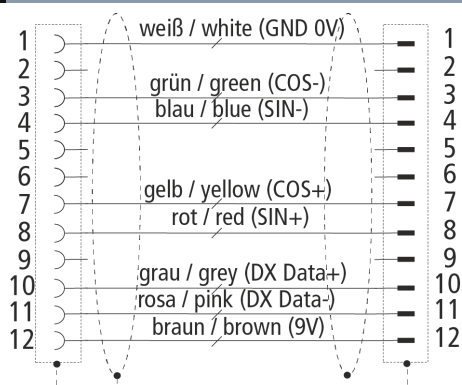 1 weiß / white (GND 0V) 1
2 2
3 grün / green (COS-) 3
4 blau / blue (SIN-) 4
5 5
6 6
7 gelb / yellow (COS+) 7
8 rot / red (SIN+) 8
9 9
10 grau / grey (DX Data+) 10
11 rosa / pink (DX Data-) 11
12 braun / brown (9V) 12